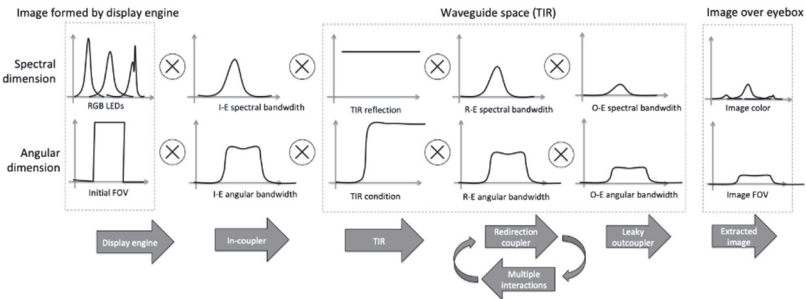 Image formed by display engine
Waveguide space (TIR)
Image over eyebox
Spectral
dimension
RGB LEDs
I-E spectral bandwdith
TIR reflection
R-E spectral bandwidth
O-E spectral bandwidth
Image color
Angular
dimension
Initial FOV
I-E angular bandwidth
TIR condition
R-E angular bandwidth
O-E angular bandwidth
Image FOV
Display engine
In-coupler
TIR
Redirection
coupler
Leaky
outcoupler
Extracted
image
Multiple
interactions